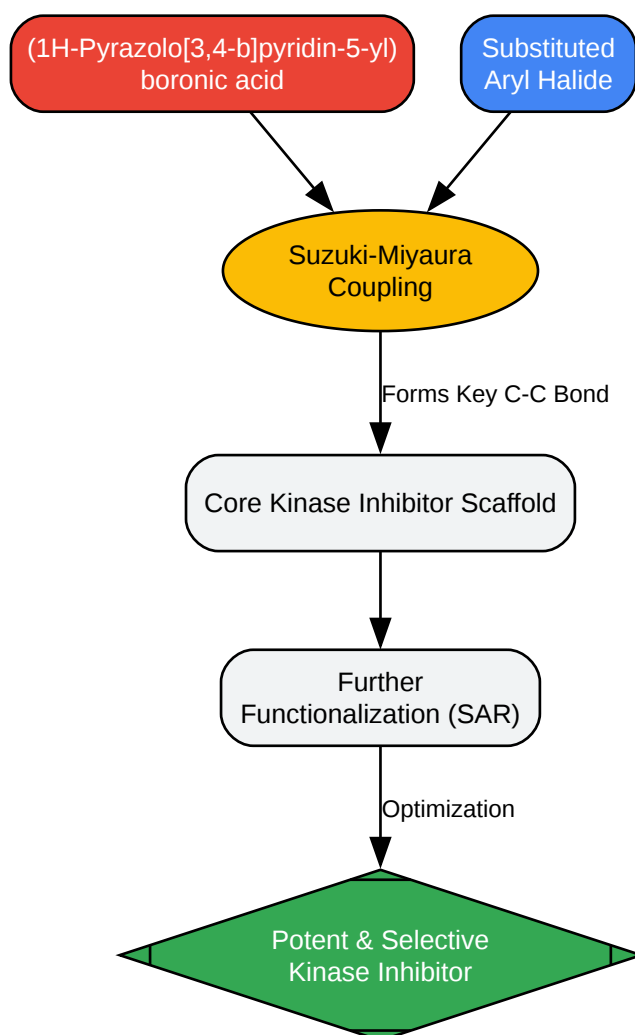 (1H-Pyrazolo[3,4-b]pyridin-5-yl)
boronic acid
Substituted
Aryl Halide
Suzuki-Miyaura
Coupling
Forms Key C-C Bond
Core Kinase Inhibitor Scaffold
Further
Functionalization (SAR)
Optimization
Potent & Selective
Kinase Inhibitor